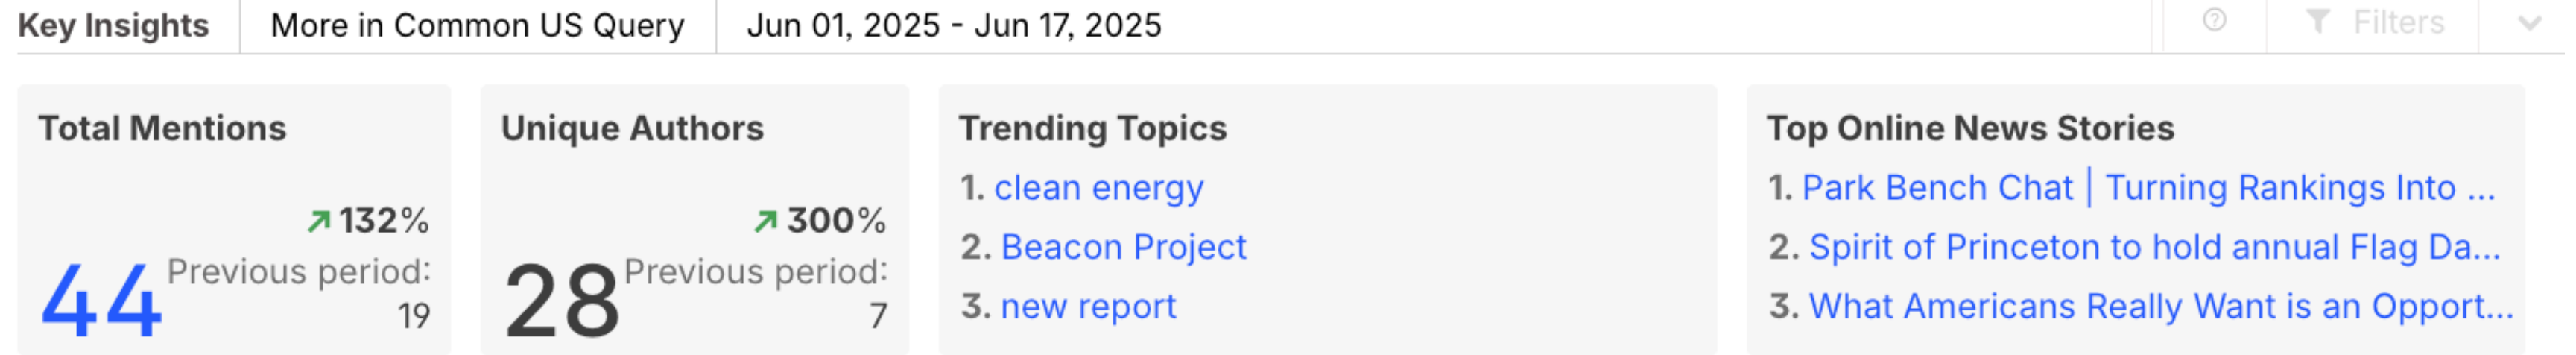 Key Insights More in Common US Query Jun 01, 2025 - Jun 17, 2025 Filters
Total Mentions
132%
Previous period:
44
19
Unique Authors
300%
Previous period:
28
7
Trending Topics
1. clean energy
2. Beacon Project
3. new report
Top Online News Stories
1. Park Bench Chat | Turning Rankings Into ...
2. Spirit of Princeton to hold annual Flag Da...
3. What Americans Really Want is an Opport...